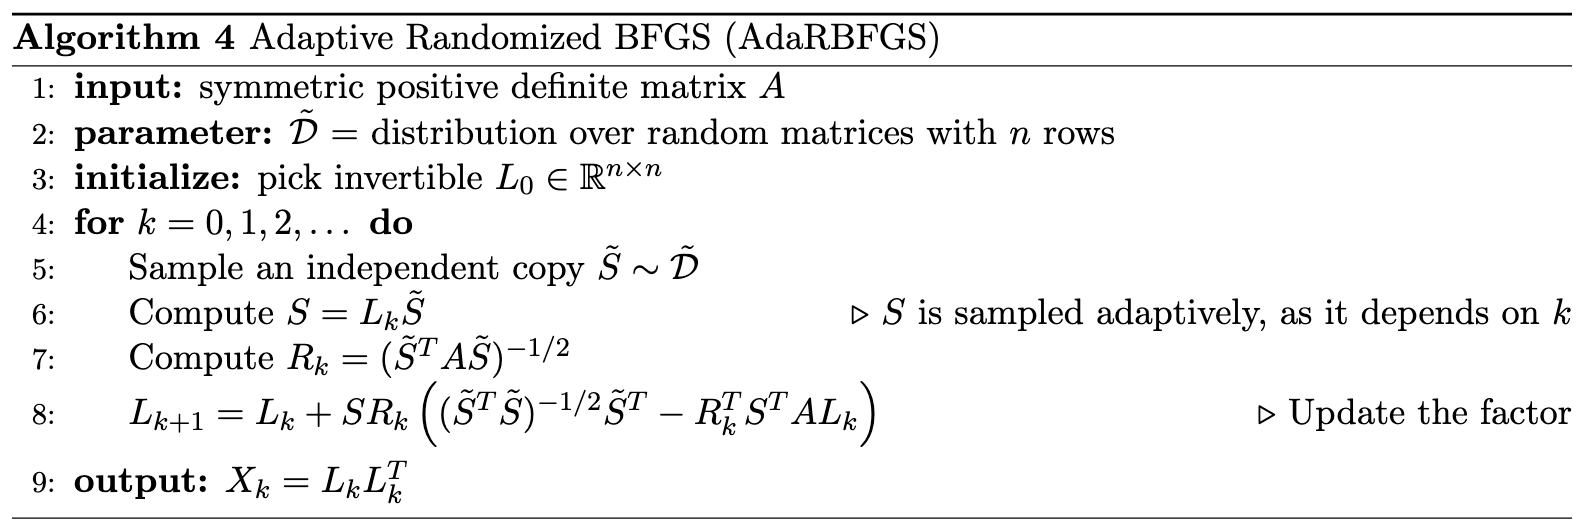 Algorithm 4 Adaptive Randomized BFGS (AdaRBFGS)
1: input: symmetric positive definite matrix A
2: parameter: $\tilde{\mathcal{D}}$ = distribution over random matrices with n rows
3: initialize: pick invertible $L_0 \in \mathbb{R}^{n \times n}$
4: for $k = 0, 1, 2, \ldots$ do
5: Sample an independent copy $\tilde{S} \sim \tilde{\mathcal{D}}$
6: Compute $S = L_k \tilde{S}$ ▷ S is sampled adaptively, as it depends on k
7: Compute $R_k = (\tilde{S}^T A \tilde{S})^{-1/2}$
8: $L_{k+1} = L_k + S R_k \left( (\tilde{S}^T \tilde{S})^{-1/2} \tilde{S}^T - R_k^T S^T A L_k \right)$ ▷ Update the factor
9: output: $X_k = L_k L_k^T$